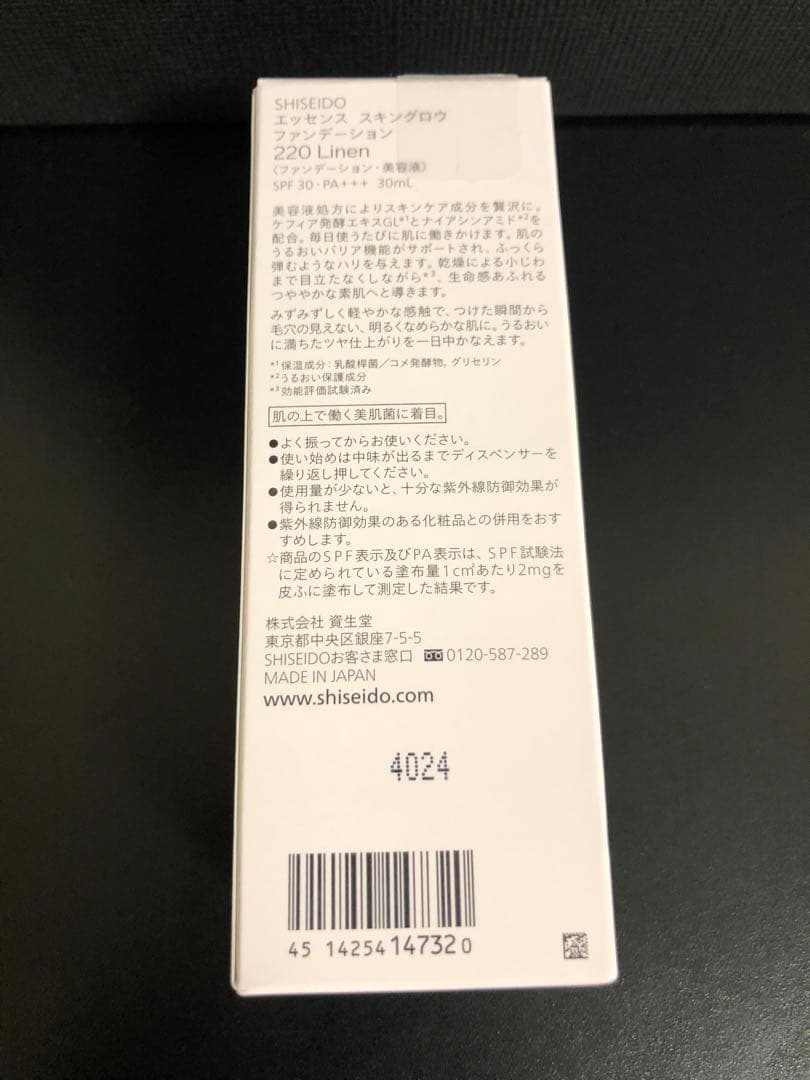 SHISEIDO
エッセンス スキングロウ
ファンデーション
220 Linen
〈ファンデーション・美容液〉
SPF 30・PA+++ 30mL
美容液処方によりスキンケア成分を贅沢に。
ケフィア発酵エキスGL*1とナイアシンアミド*2を
配合。毎日使うたびに肌に働きかけます。肌の
うるおいバリア機能がサポートされ、ふっくら
弾むようなハリを与えます。乾燥による小じわ
まで目立たなくしながら*3、生命感あふれる
つややかな素肌へと導きます。
みずみずしく軽やかな感触で、つけた瞬間から
毛穴の見えない、明るくなめらかな肌に。うるおい
に満ちたツヤ仕上がりを一日中かなえます。
*1保湿成分：乳酸桿菌／コメ発酵物, グリセリン
*2うるおい保護成分
*3効能評価試験済み
肌の上で働く美肌菌に着目。
●よく振ってからお使いください。
●使い始めは中味が出るまでディスペンサーを
繰り返し押してください。
●使用量が少ないと、十分な紫外線防御効果が
得られません。
●紫外線防御効果のある化粧品との併用をおす
すめします。
☆商品のSPF表示及びPA表示は、SPF試験法
に定められている塗布量1c㎡あたり2mgを
皮ふに塗布して測定した結果です。
株式会社 資生堂
東京都中央区銀座7-5-5
SHISEIDOお客さま窓口 0120-587-289
MADE IN JAPAN
www.shiseido.com
4024
45 14254 14732 0